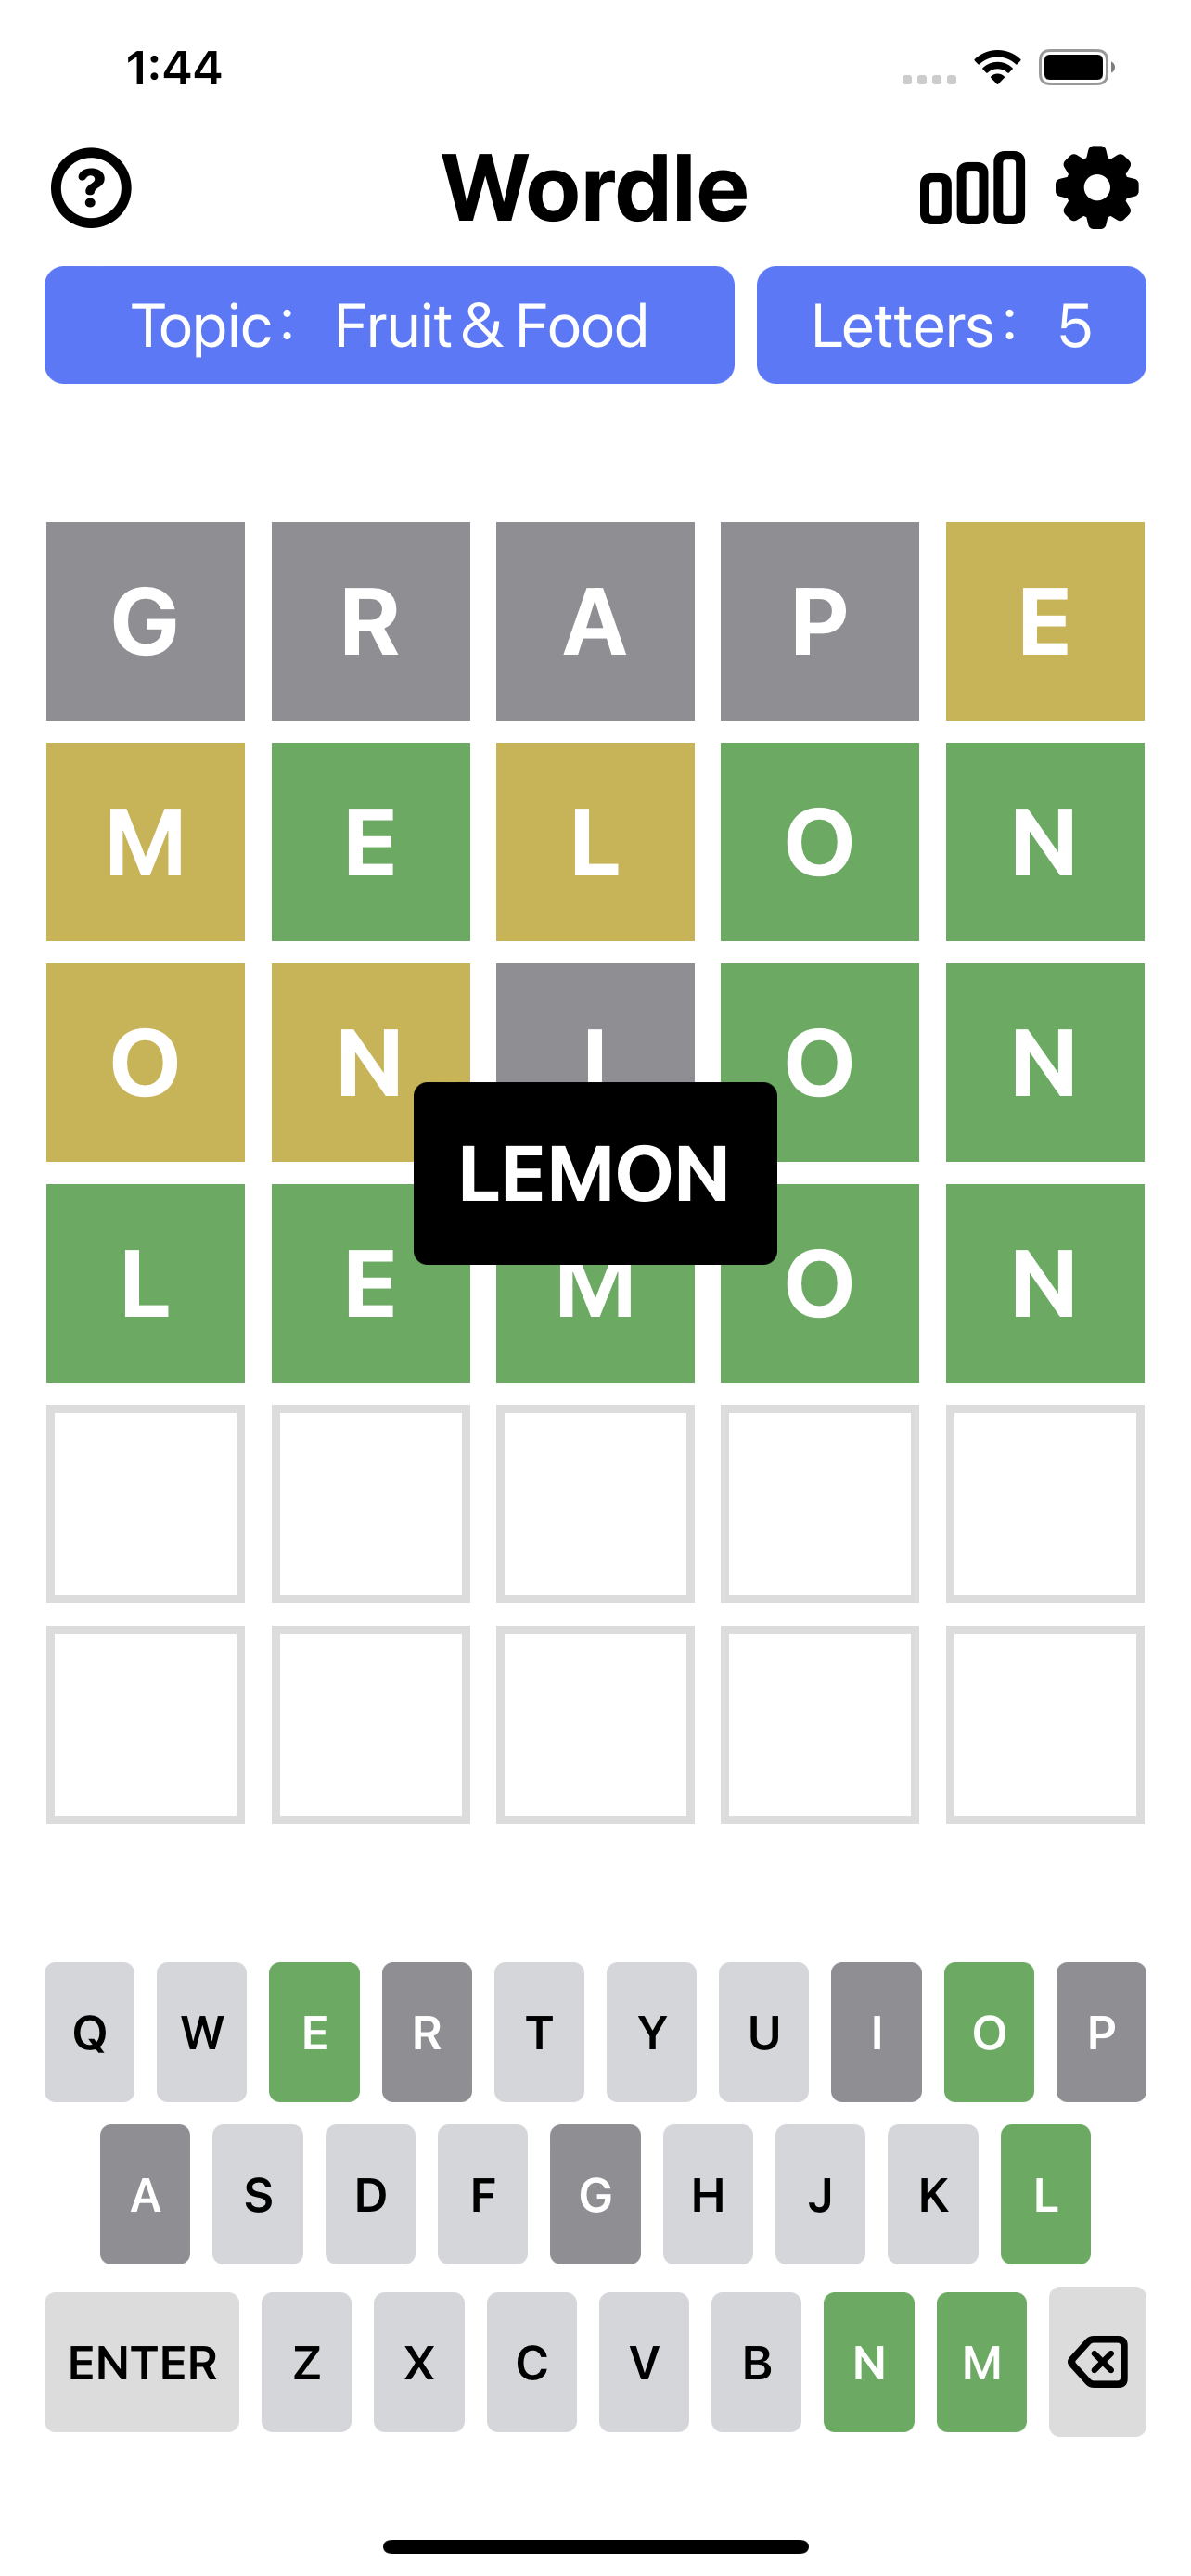 1:44
Wordle
Topic: Fruit & Food Letters: 5
G R A P E
M E L O N
O N I O N
LEMON
L E M O N
Q W E R T Y U I O P
A S D F G H J K L
ENTER Z X C V B N M